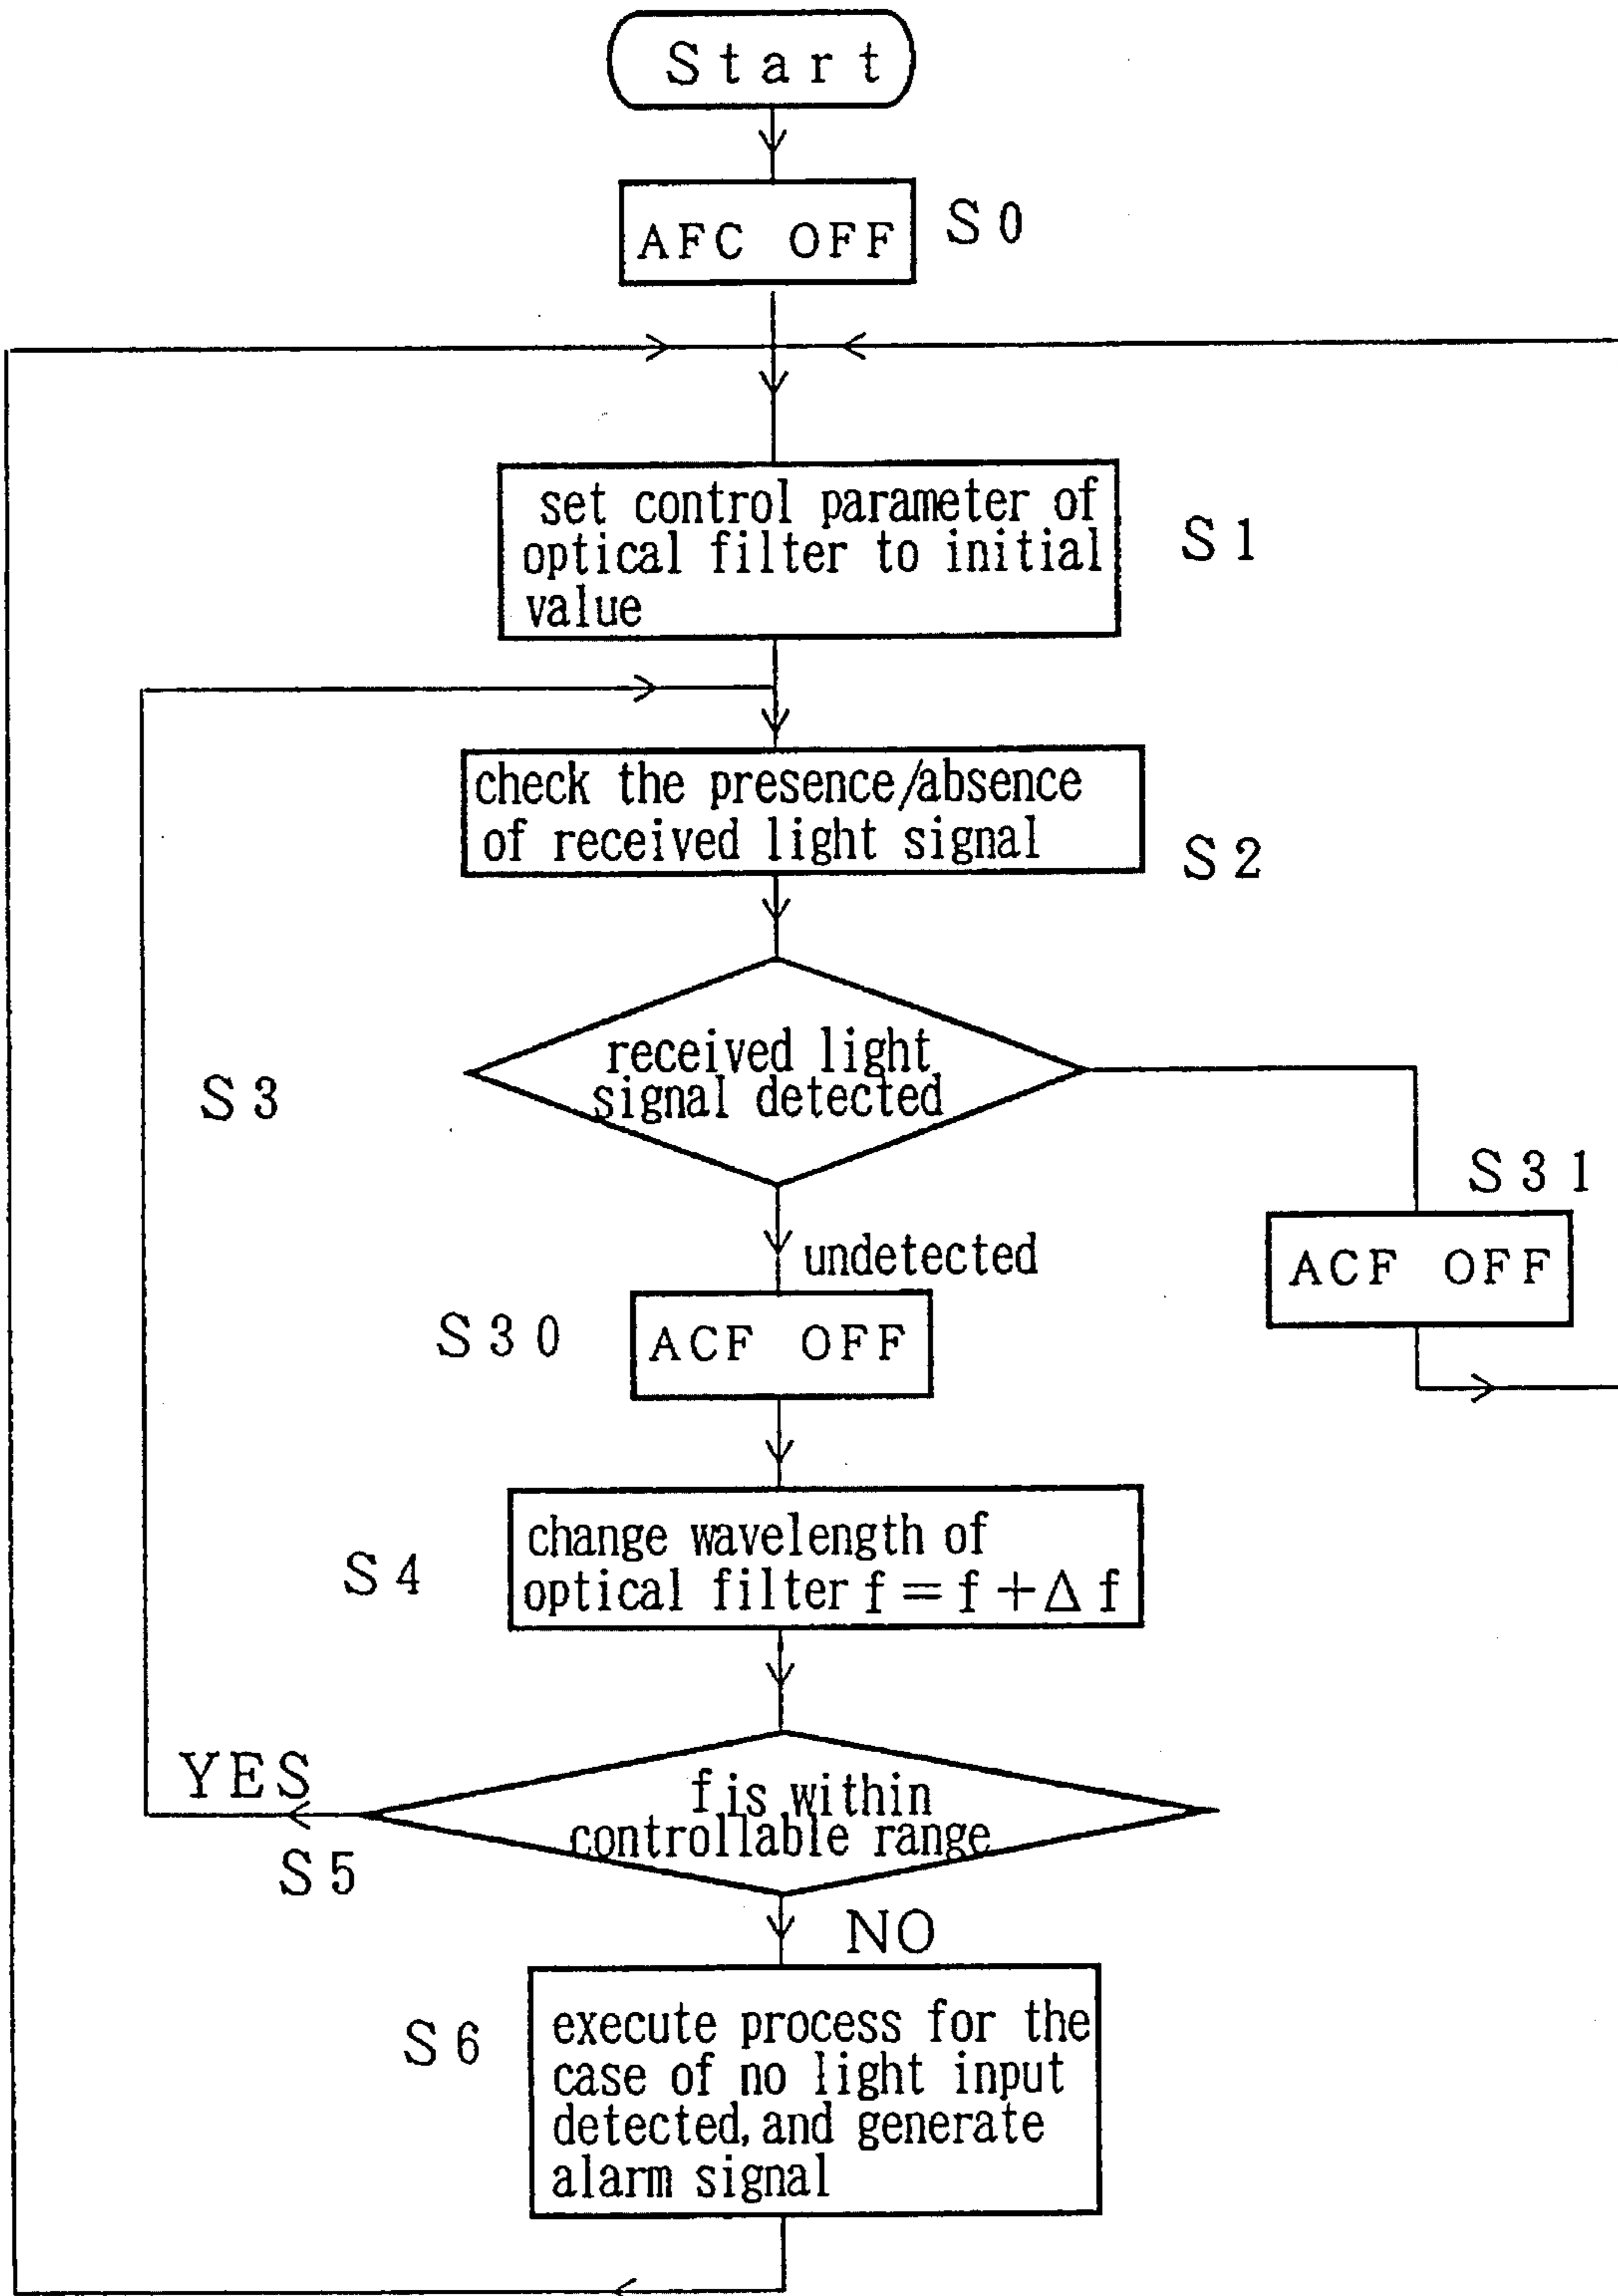 Start
AFC OFF
S0
set control parameter of
optical filter to initial
value
S1
check the presence/absence
of received light signal
S2
received light
signal detected
S3
S31
ACF OFF
undetected
S30
ACF OFF
change wavelength of
optical filter f = f + Δ f
S4
YES
f is within
controllable range
S5
NO
S6
execute process for the
case of no light input
detected, and generate
alarm signal